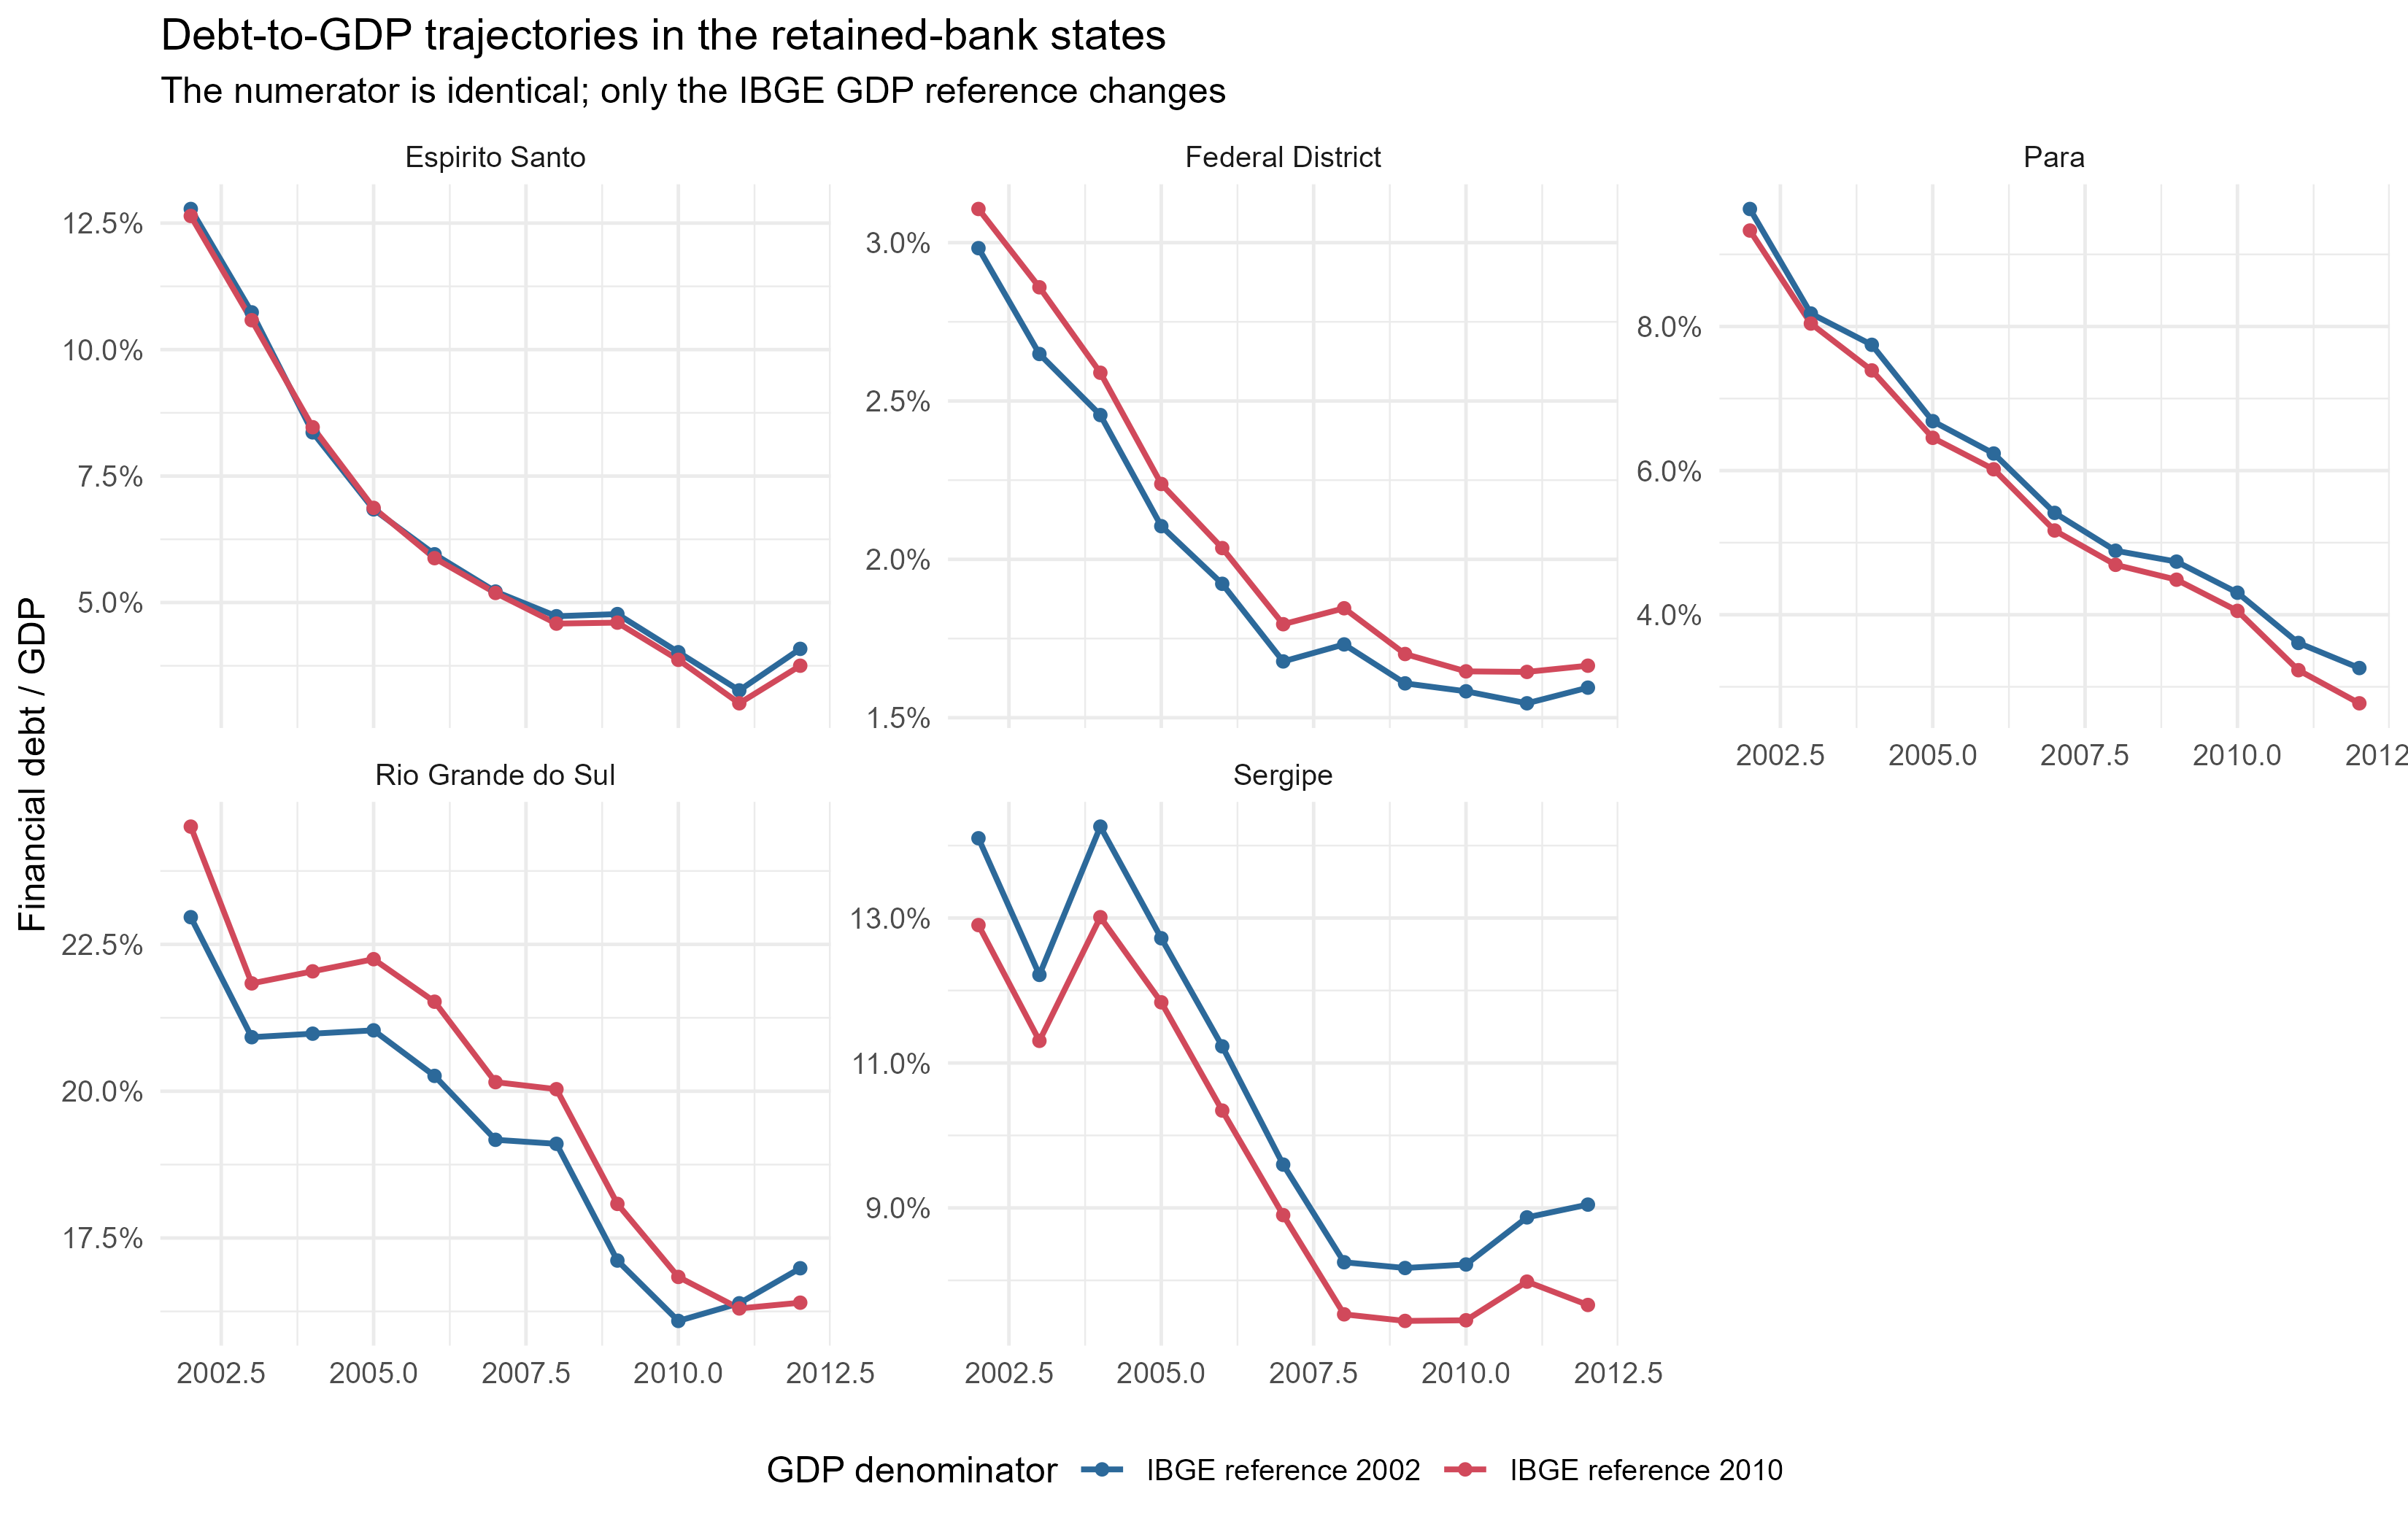 Debt-to-GDP trajectories in the retained-bank states
The numerator is identical; only the IBGE GDP reference changes
Financial debt / GDP
Espirito Santo
12.5%
10.0%
7.5%
5.0%
Federal District
3.0%
2.5%
2.0%
1.5%
Para
8.0%
6.0%
4.0%
2002.5 2005.0 2007.5 2010.0 2012
Rio Grande do Sul
22.5%
20.0%
17.5%
2002.5 2005.0 2007.5 2010.0 2012.5
Sergipe
13.0%
11.0%
9.0%
2002.5 2005.0 2007.5 2010.0 2012.5
GDP denominator IBGE reference 2002 IBGE reference 2010